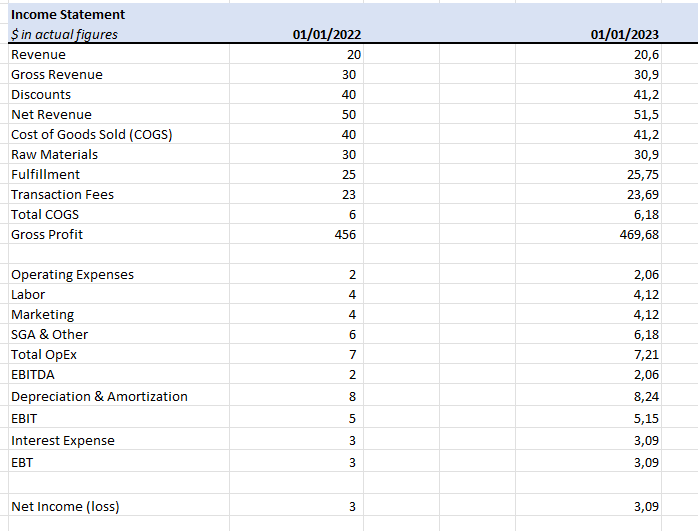 Income Statement
$ in actual figures 01/01/2022 01/01/2023
Revenue 20 20,6
Gross Revenue 30 30,9
Discounts 40 41,2
Net Revenue 50 51,5
Cost of Goods Sold (COGS) 40 41,2
Raw Materials 30 30,9
Fulfillment 25 25,75
Transaction Fees 23 23,69
Total COGS 6 6,18
Gross Profit 456 469,68
Operating Expenses 2 2,06
Labor 4 4,12
Marketing 4 4,12
SGA & Other 6 6,18
Total OpEx 7 7,21
EBITDA 2 2,06
Depreciation & Amortization 8 8,24
EBIT 5 5,15
Interest Expense 3 3,09
EBT 3 3,09
Net Income (loss) 3 3,09